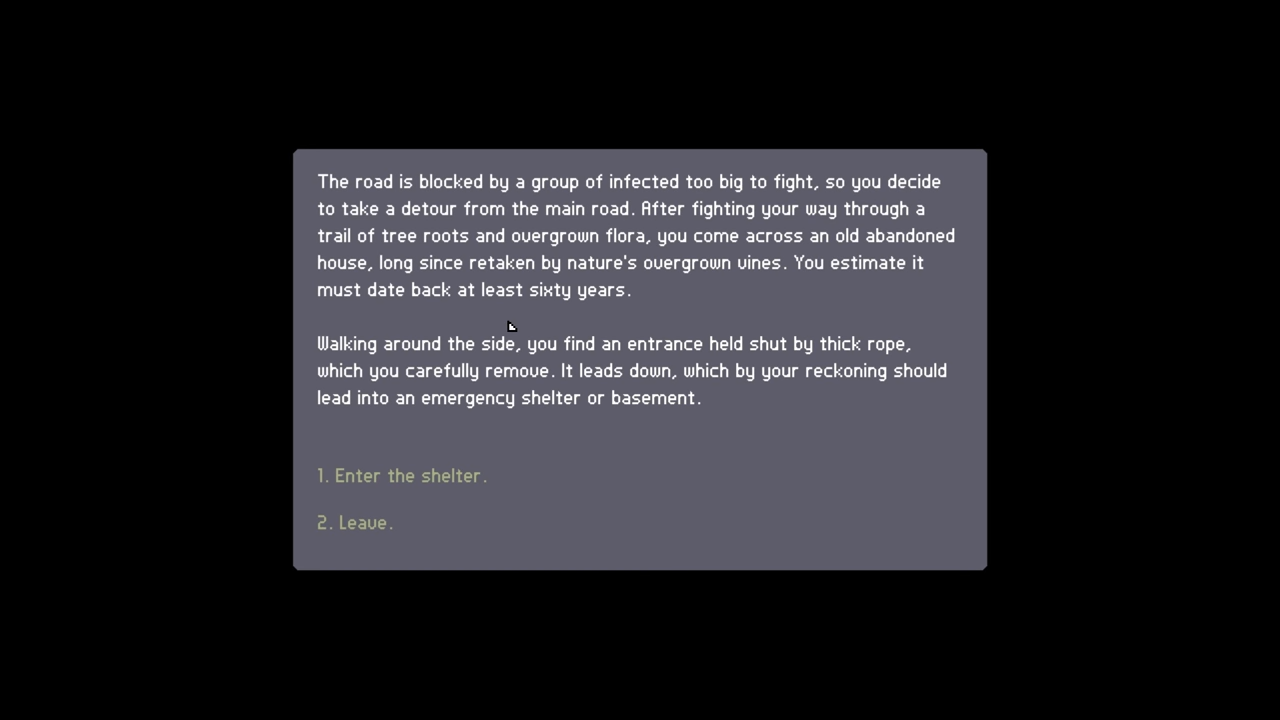 The road is blocked by a group of infected too big to fight, so you decide
to take a detour from the main road. After fighting your way through a
trail of tree roots and overgrown flora, you come across an old abandoned
house, long since retaken by nature's overgrown vines. You estimate it
must date back at least sixty years.
Walking around the side, you find an entrance held shut by thick rope,
which you carefully remove. It leads down, which by your reckoning should
lead into an emergency shelter or basement.
1. Enter the shelter.
2. Leave.